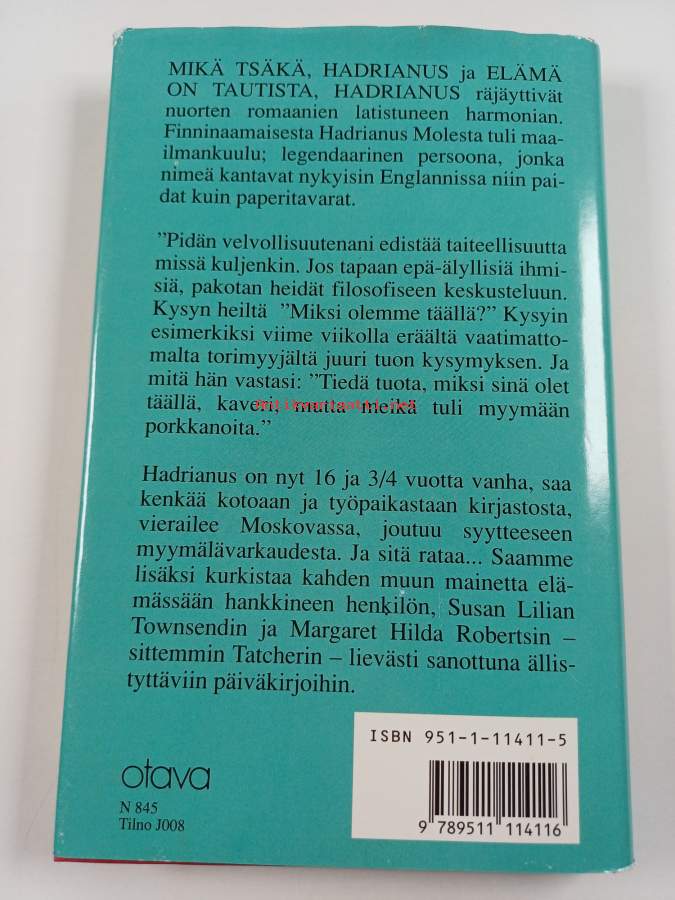 MIKÄ TSÄKÄ, HADRIANUS ja ELÄMÄ
ON TAUTISTA, HADRIANUS räjäyttivät
nuorten romaanien latistuneen harmonian.
Finninaamaisesta Hadrianus Molesta tuli maa-
ilmankuulu; legendaarinen persoona, jonka
nimeä kantavat nykyisin Englannissa niin pai-
dat kuin paperitavarat.
”Pidän velvollisuutenani edistää taiteellisuutta
missä kuljenkin. Jos tapaan epä-älyllisiä ihmi-
siä, pakotan heidät filosofiseen keskusteluun.
Kysyn heiltä ”Miksi olemme täällä?” Kysyin
esimerkiksi viime viikolla eräältä vaatimatto-
malta torimyyjältä juuri tuon kysymyksen. Ja
mitä hän vastasi: ”Tiedä tuota, miksi sinä olet
täällä, kaveri, mutta meikä tuli myymään
porkkanoita.”
Hadrianus on nyt 16 ja 3/4 vuotta vanha, saa
kenkää kotoaan ja työpaikastaan kirjastosta,
vierailee Moskovassa, joutuu syytteeseen
myymälävarkaudesta. Ja sitä rataa... Saamme
lisäksi kurkistaa kahden muun mainetta elä-
mässään hankkineen henkilön, Susan Lilian
Townsendin ja Margaret Hilda Robertsin –
sittemmin Tatcherin – lievästi sanottuna ällis-
tyttäviin päiväkirjoihin.
ISBN 951-1-11411-5
otava
N 845
Tilno J008
9 789511 114116